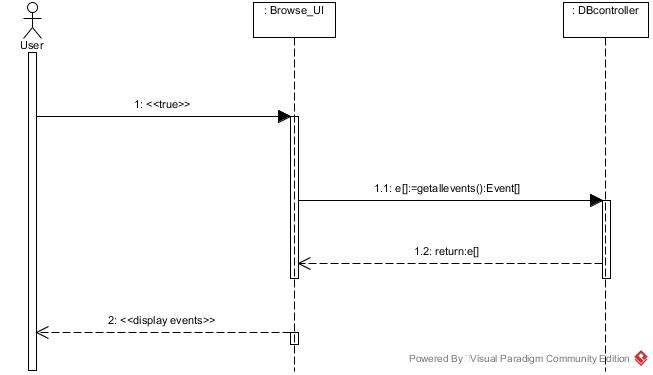 : Browse_UI
: DBcontroller
User
1: <<true>>
1.1: e[]:=getallevents():Event[]
1.2: return:e[]
2: <<display events>>
Powered By Visual Paradigm Community Edition